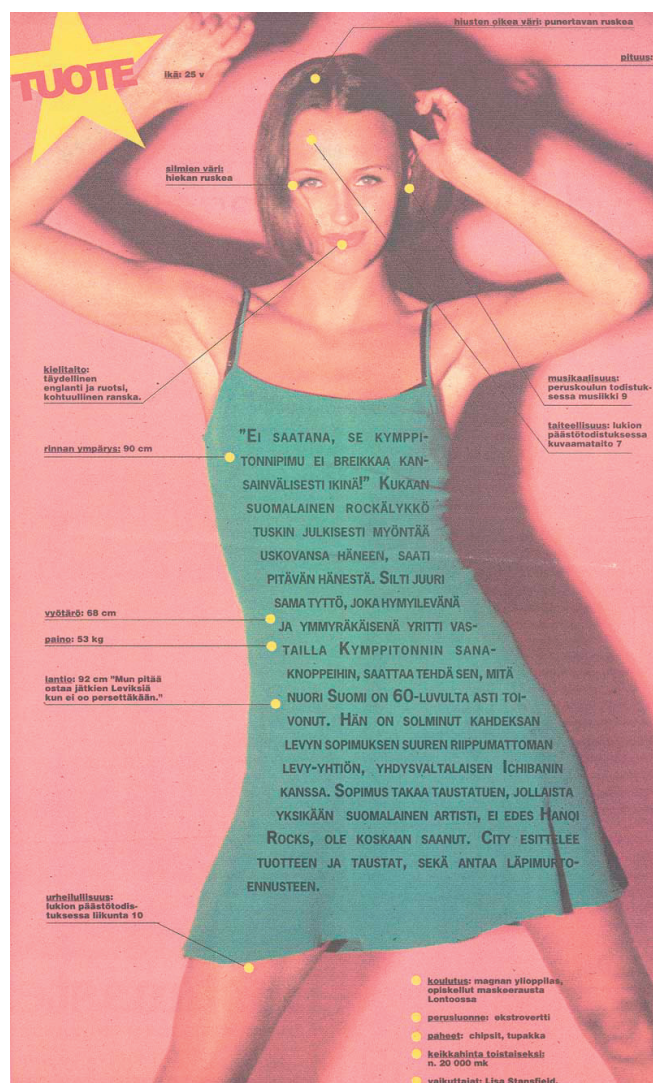 hiusten oikea väri: punertavan ruskea
pituus:
TUOTE
ikä: 25 v
silmien väri:
hiekan ruskea
kielitaito:
täydellinen
englanti ja ruotsi,
kohtuullinen ranska.
musikaalisuus:
peruskoulun todistuk-
sessa musiikki 9
taiteellisuus: lukion
päästötodistuksessa
kuvaamataito 7
rinnan ympärys: 90 cm
"Ei saatana, se kymppi-
tonnipimu ei breikkaa kan-
sainvälisesti ikinä!" Kukaan
suomalainen rockälykkö
tuskin julkisesti myöntää
uskovansa häneen, saati
pitävän hänestä. Silti juuri
sama tyttö, joka hymyilevänä
ja ymmyräkäisenä yritti vas-
tailla Kymppitonnin sana-
knoppeihin, saattaa tehdä sen, mitä
nuori Suomi on 60-luvulta asti toi-
vonut. Hän on solminut kahdeksan
levyn sopimuksen suuren riippumattoman
levy-yhtiön, yhdysvaltalaisen Ichibanin
kanssa. Sopimus takaa taustatuen, jollaista
yksikään suomalainen artisti, ei edes Hanoi
Rocks, ole koskaan saanut. City esittelee
tuotteen ja taustat, sekä antaa läpimurto-
ennusteen.
vyötärö: 68 cm
paino: 53 kg
lantio: 92 cm "Mun pitää
ostaa jätkien Leviksiä
kun ei oo persettäkään."
urheilullisuus:
lukion päästötodis-
tuksessa liikunta 10
koulutus: magnan ylioppilas,
opiskellut maskeerausta
Lontoossa
perusluonne: ekstrovertti
paheet: chipsit, tupakka
keikkahinta toistaiseksi:
n. 20 000 mk
vaikuttajat: Lisa Stansfield,